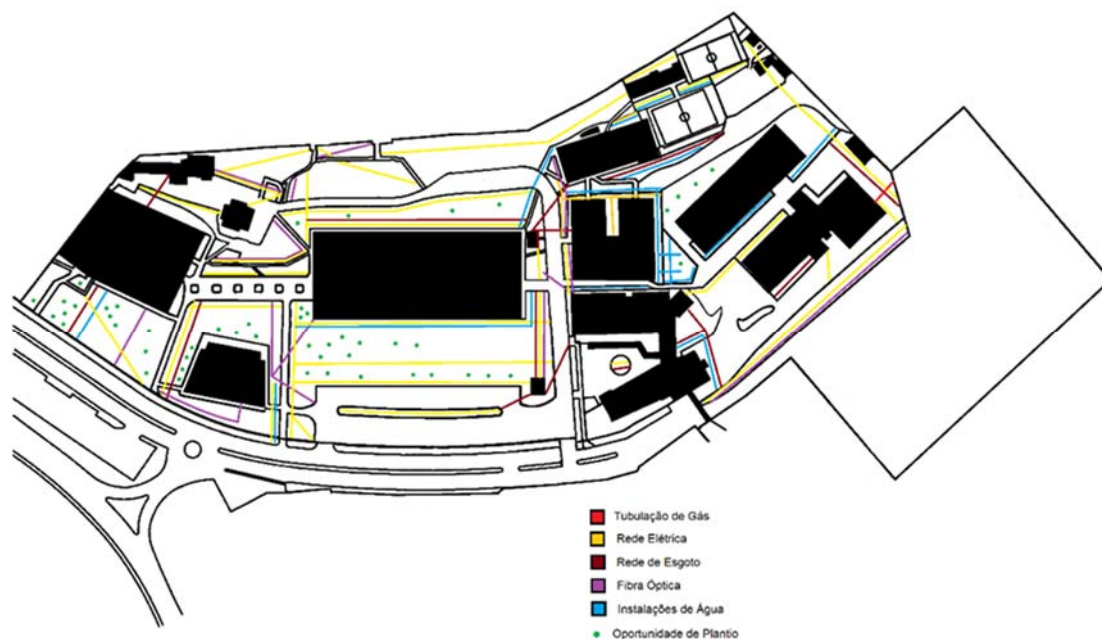 Tubulação de Gás
Rede Elétrica
Rede de Esgoto
Fibra Óptica
Instalações de Água
Oportunidade de Plantio